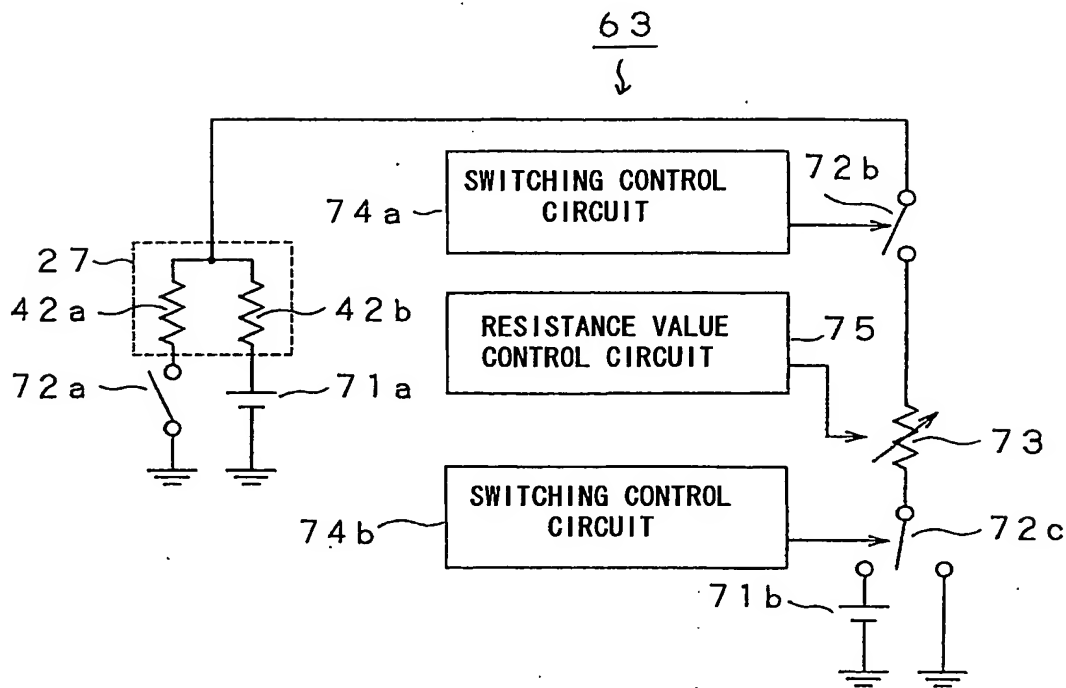 63
SWITCHING CONTROL
CIRCUIT
72b
74a
27
42a
42b
RESISTANCE VALUE
CONTROL CIRCUIT
75
72a
71a
73
SWITCHING CONTROL
CIRCUIT
74b
72c
71b